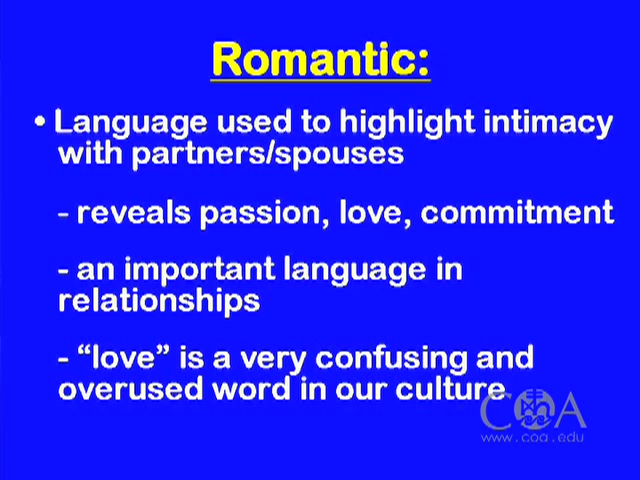 Romantic:
• Language used to highlight intimacy
with partners/spouses
- reveals passion, love, commitment
- an important language in
relationships
- “love” is a very confusing and
overused word in our culture
COA
www.coa.edu